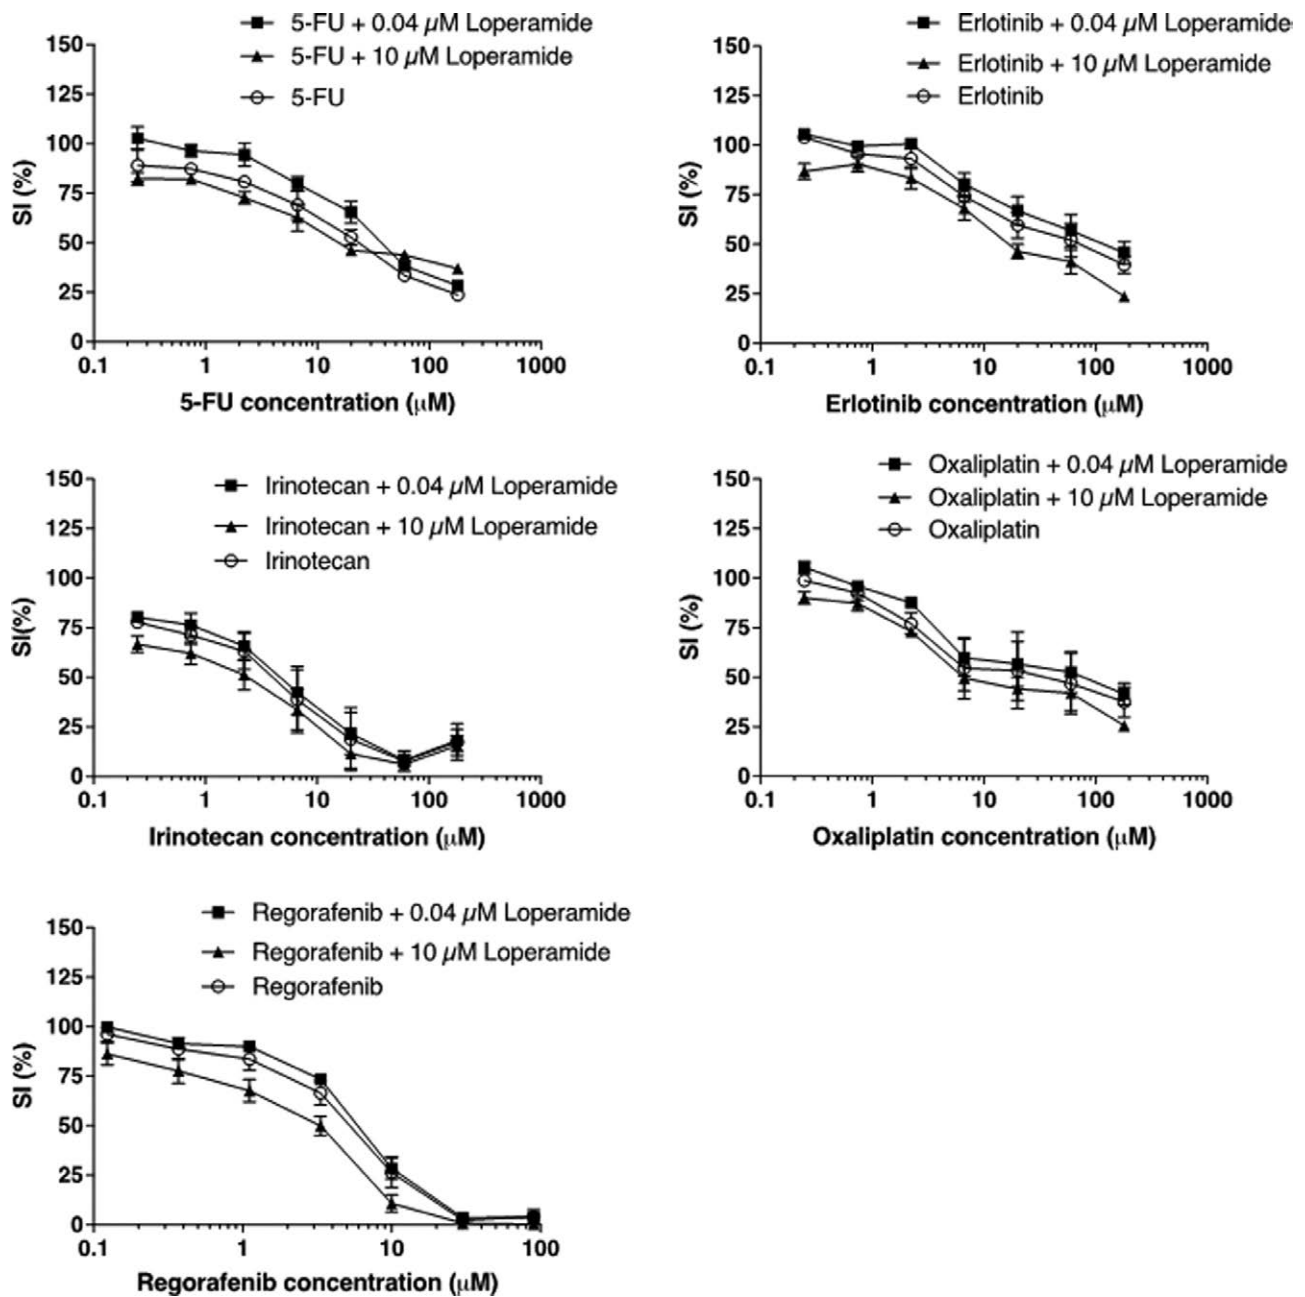 5-FU + 0.04 µM Loperamide
5-FU + 10 µM Loperamide
5-FU
150
125
100
75
50
25
0
SI (%)
0.1 1 10 100 1000
5-FU concentration (µM)
Erlotinib + 0.04 µM Loperamide
Erlotinib + 10 µM Loperamide
Erlotinib
150
125
100
75
50
25
0
SI (%)
0.1 1 10 100 1000
Erlotinib concentration (µM)
Irinotecan + 0.04 µM Loperamide
Irinotecan + 10 µM Loperamide
Irinotecan
150
125
100
75
50
25
0
SI(%)
0.1 1 10 100 1000
Irinotecan concentration (µM)
Oxaliplatin + 0.04 µM Loperamide
Oxaliplatin + 10 µM Loperamide
Oxaliplatin
150
125
100
75
50
25
0
SI (%)
0.1 1 10 100 1000
Oxaliplatin concentration (µM)
Regorafenib + 0.04 µM Loperamide
Regorafenib + 10 µM Loperamide
Regorafenib
150
125
100
75
50
25
0
SI (%)
0.1 1 10 100
Regorafenib concentration (µM)